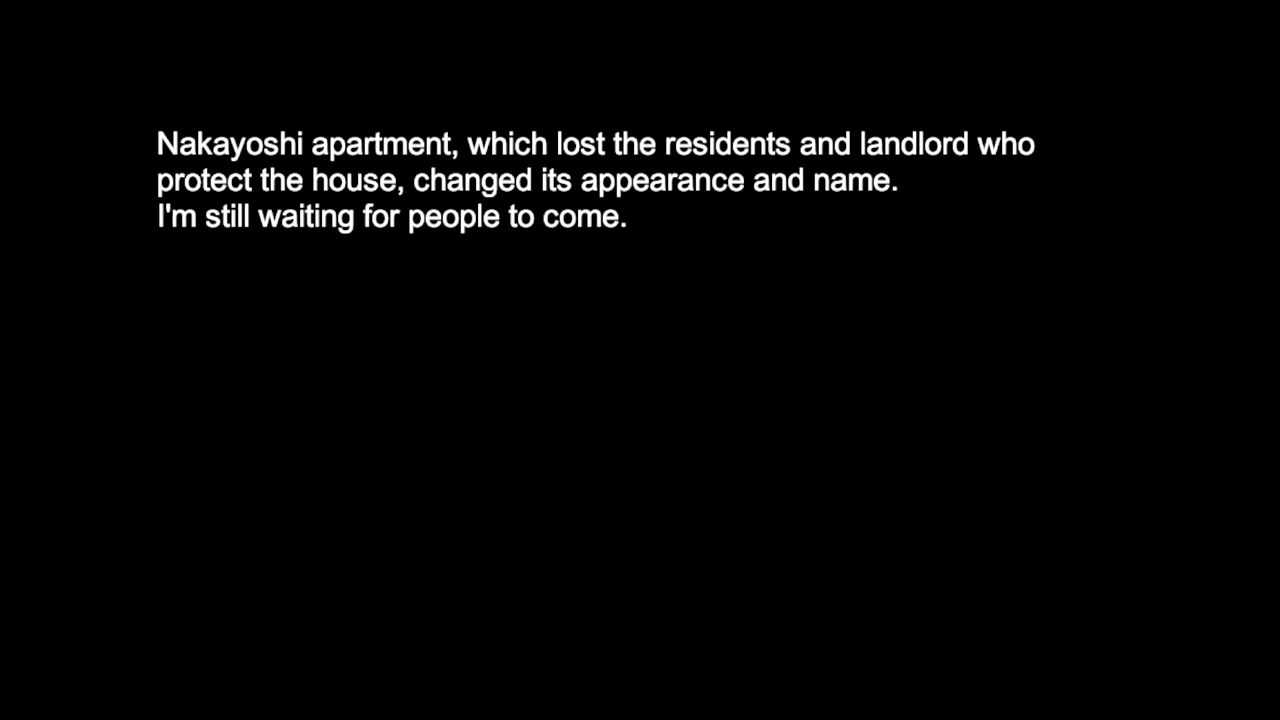 Nakayoshi apartment, which lost the residents and landlord who
protect the house, changed its appearance and name.
I'm still waiting for people to come.